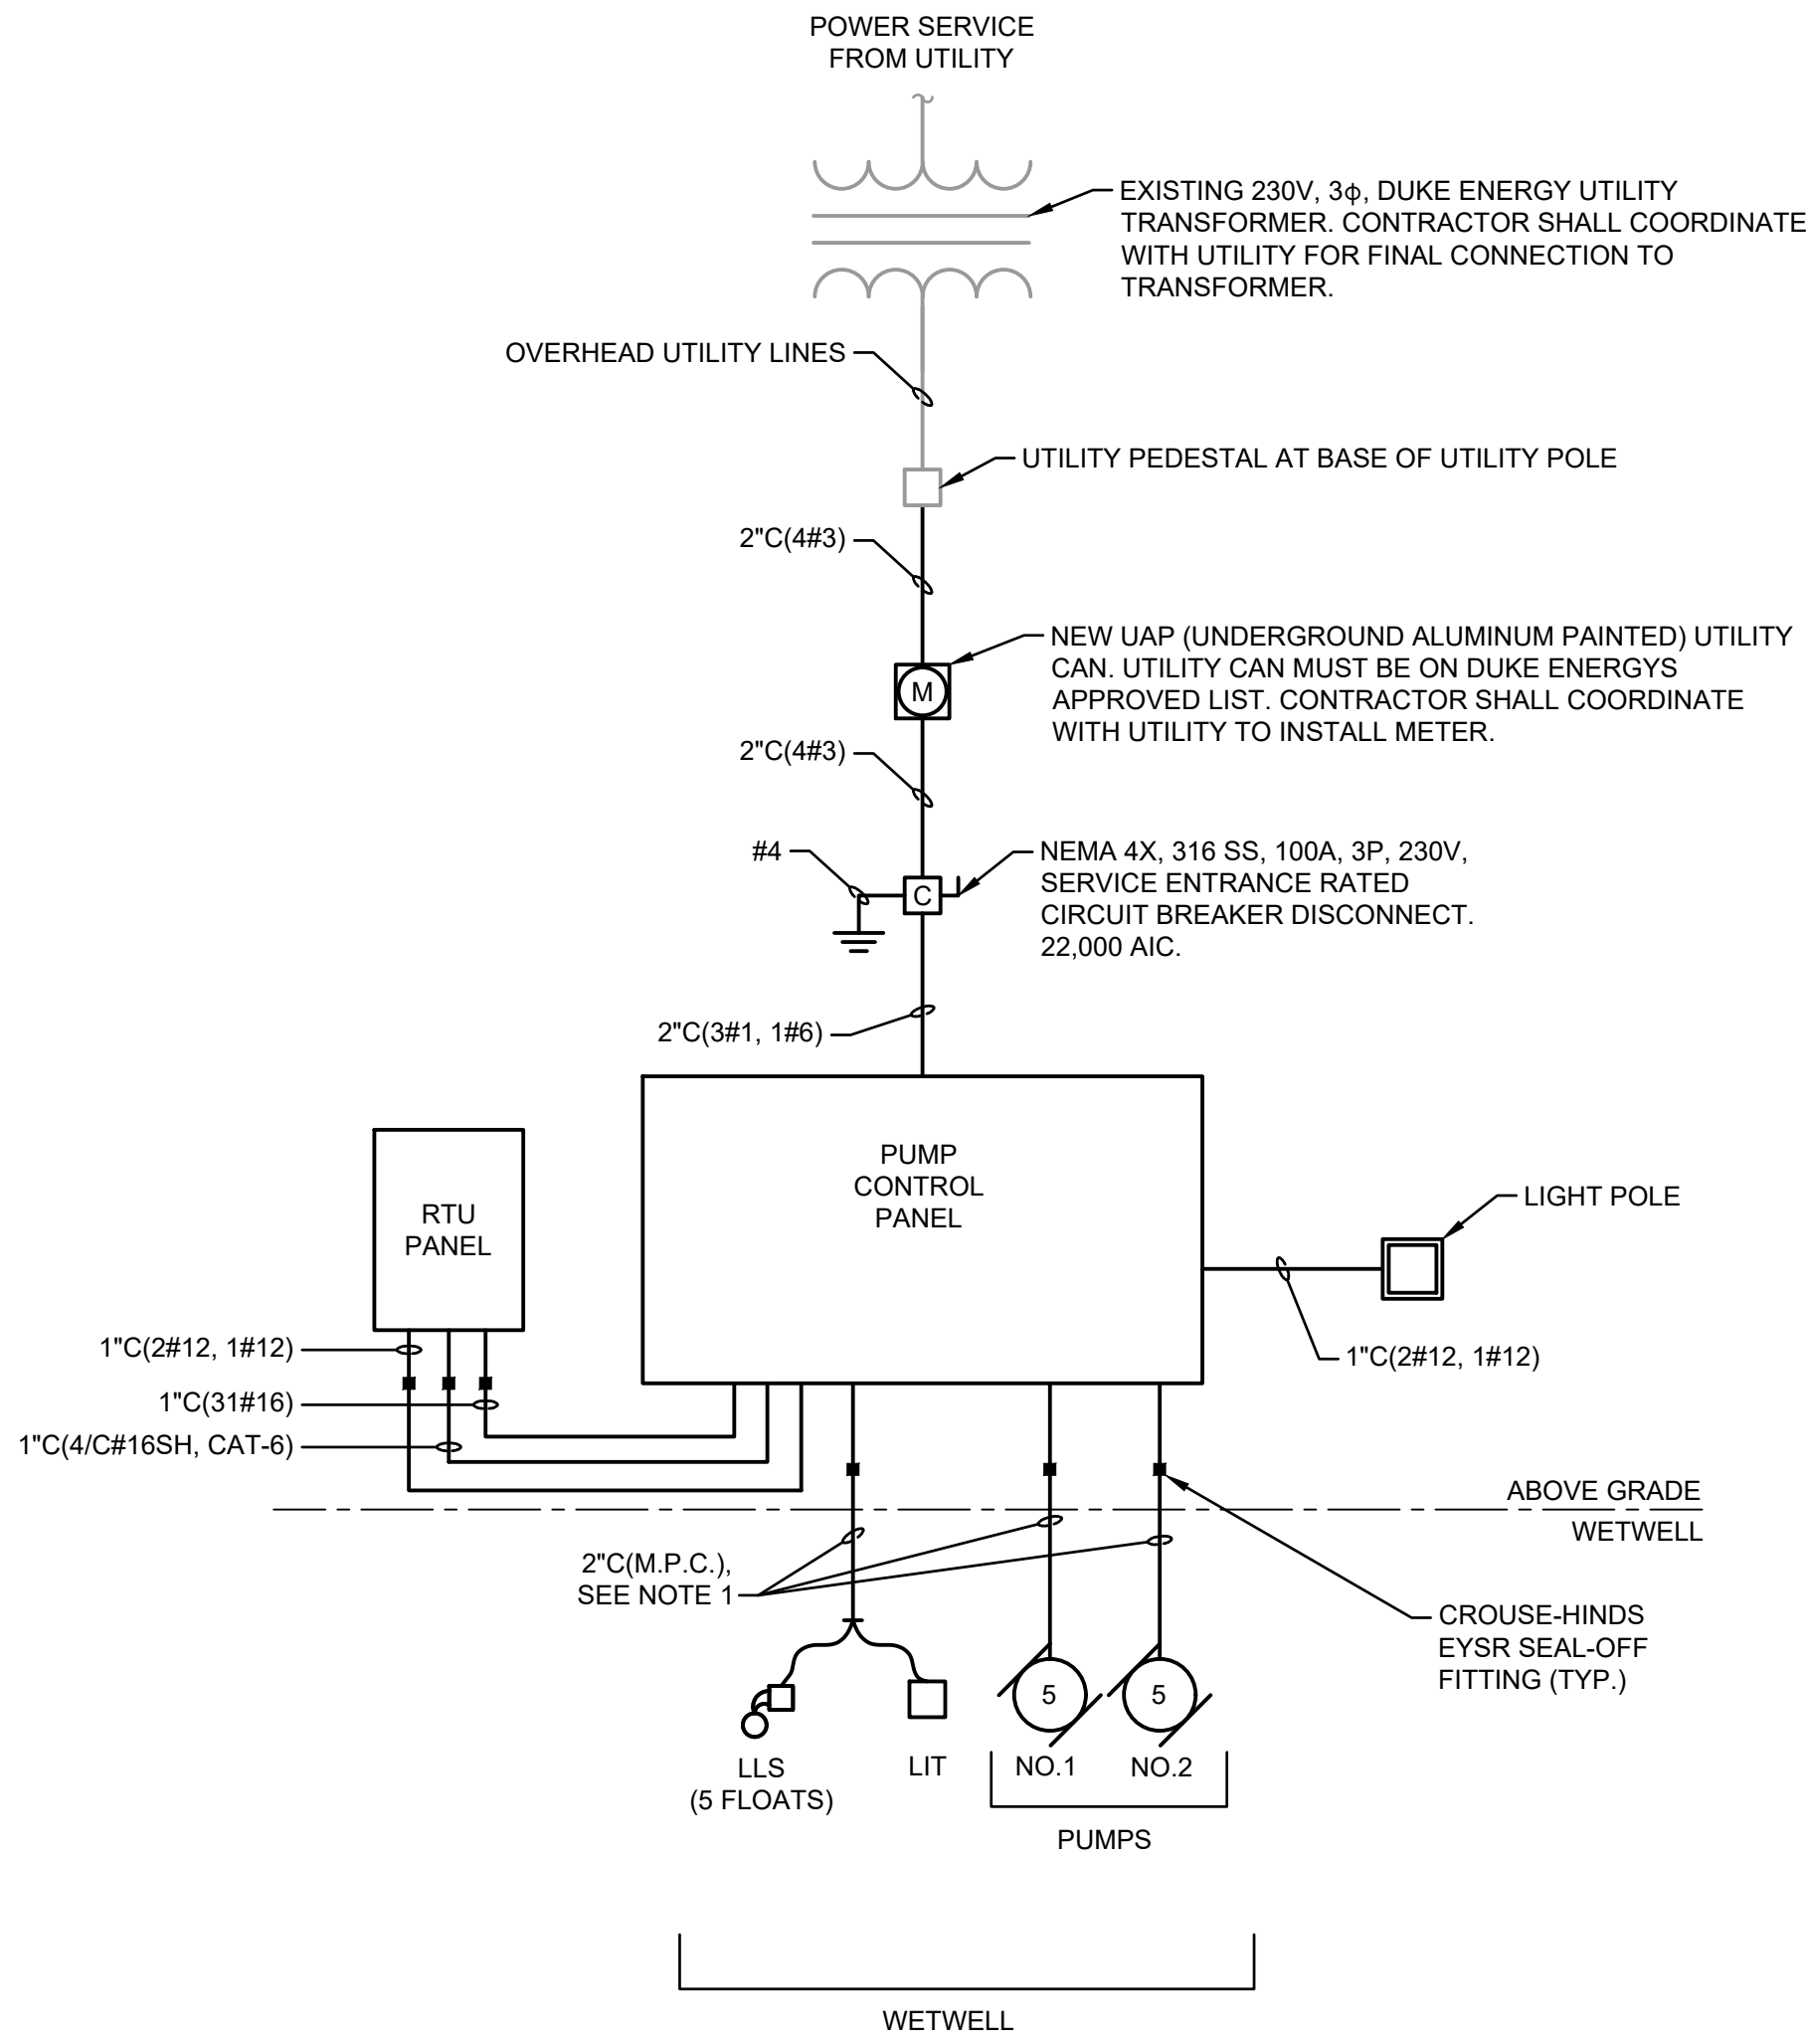 POWER SERVICE
FROM UTILITY
EXISTING 230V, 3ϕ, DUKE ENERGY UTILITY
TRANSFORMER. CONTRACTOR SHALL COORDINATE
WITH UTILITY FOR FINAL CONNECTION TO
TRANSFORMER.
OVERHEAD UTILITY LINES
UTILITY PEDESTAL AT BASE OF UTILITY POLE
2"C(4#3)
NEW UAP (UNDERGROUND ALUMINUM PAINTED) UTILITY
CAN. UTILITY CAN MUST BE ON DUKE ENERGYS
APPROVED LIST. CONTRACTOR SHALL COORDINATE
WITH UTILITY TO INSTALL METER.
M
2"C(4#3)
#4
C
NEMA 4X, 316 SS, 100A, 3P, 230V,
SERVICE ENTRANCE RATED
CIRCUIT BREAKER DISCONNECT.
22,000 AIC.
2"C(3#1, 1#6)
PUMP
CONTROL
PANEL
RTU
PANEL
LIGHT POLE
1"C(2#12, 1#12)
1"C(2#12, 1#12)
1"C(31#16)
1"C(4/C#16SH, CAT-6)
ABOVE GRADE
WETWELL
2"C(M.P.C.),
SEE NOTE 1
CROUSE-HINDS
EYSR SEAL-OFF
FITTING (TYP.)
5
5
LLS
(5 FLOATS)
LIT
NO.1
NO.2
PUMPS
WETWELL